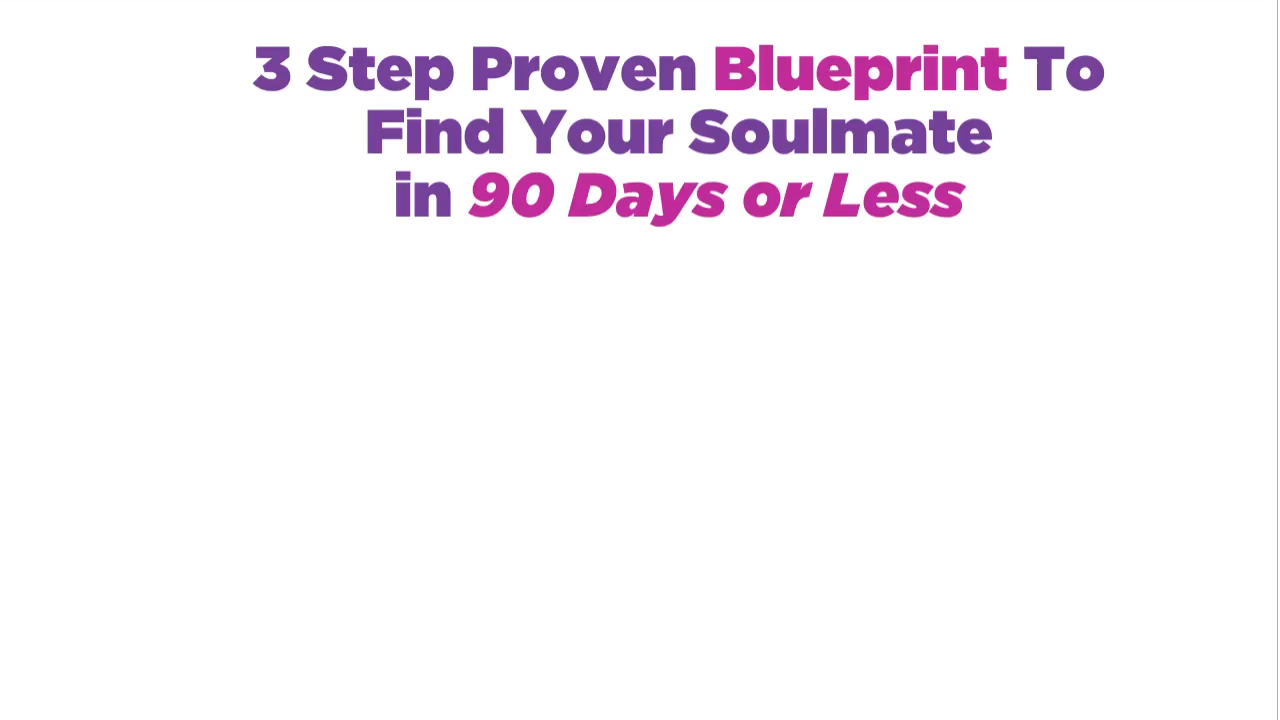 3 Step Proven Blueprint To
Find Your Soulmate
in 90 Days or Less